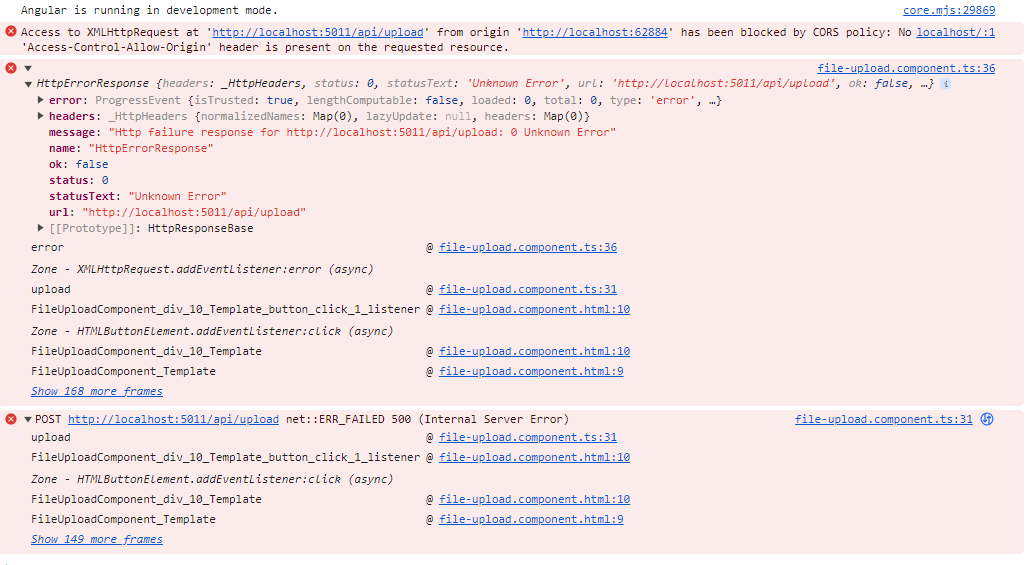 Angular is running in development mode. core.mjs:29869
Access to XMLHttpRequest at 'http://localhost:5011/api/upload' from origin 'http://localhost:62884' has been blocked by CORS policy: No localhost/:1
'Access-Control-Allow-Origin' header is present on the requested resource.
file-upload.component.ts:36
HttpErrorResponse {headers: _HttpHeaders, status: 0, statusText: 'Unknown Error', url: 'http://localhost:5011/api/upload', ok: false, …} i
error: ProgressEvent {isTrusted: true, lengthComputable: false, loaded: 0, total: 0, type: 'error', …}
headers: _HttpHeaders {normalizedNames: Map(0), lazyUpdate: null, headers: Map(0)}
message: "Http failure response for http://localhost:5011/api/upload: 0 Unknown Error"
name: "HttpErrorResponse"
ok: false
status: 0
statusText: "Unknown Error"
url: "http://localhost:5011/api/upload"
[[Prototype]]: HttpResponseBase
error @ file-upload.component.ts:36
Zone - XMLHttpRequest.addEventListener:error (async)
upload @ file-upload.component.ts:31
FileUploadComponent_div_10_Template_button_click_1_listener @ file-upload.component.html:10
Zone - HTMLButtonElement.addEventListener:click (async)
FileUploadComponent_div_10_Template @ file-upload.component.html:10
FileUploadComponent_Template @ file-upload.component.html:9
Show 168 more frames
POST http://localhost:5011/api/upload net::ERR_FAILED 500 (Internal Server Error) file-upload.component.ts:31
upload @ file-upload.component.ts:31
FileUploadComponent_div_10_Template_button_click_1_listener @ file-upload.component.html:10
Zone - HTMLButtonElement.addEventListener:click (async)
FileUploadComponent_div_10_Template @ file-upload.component.html:10
FileUploadComponent_Template @ file-upload.component.html:9
Show 149 more frames